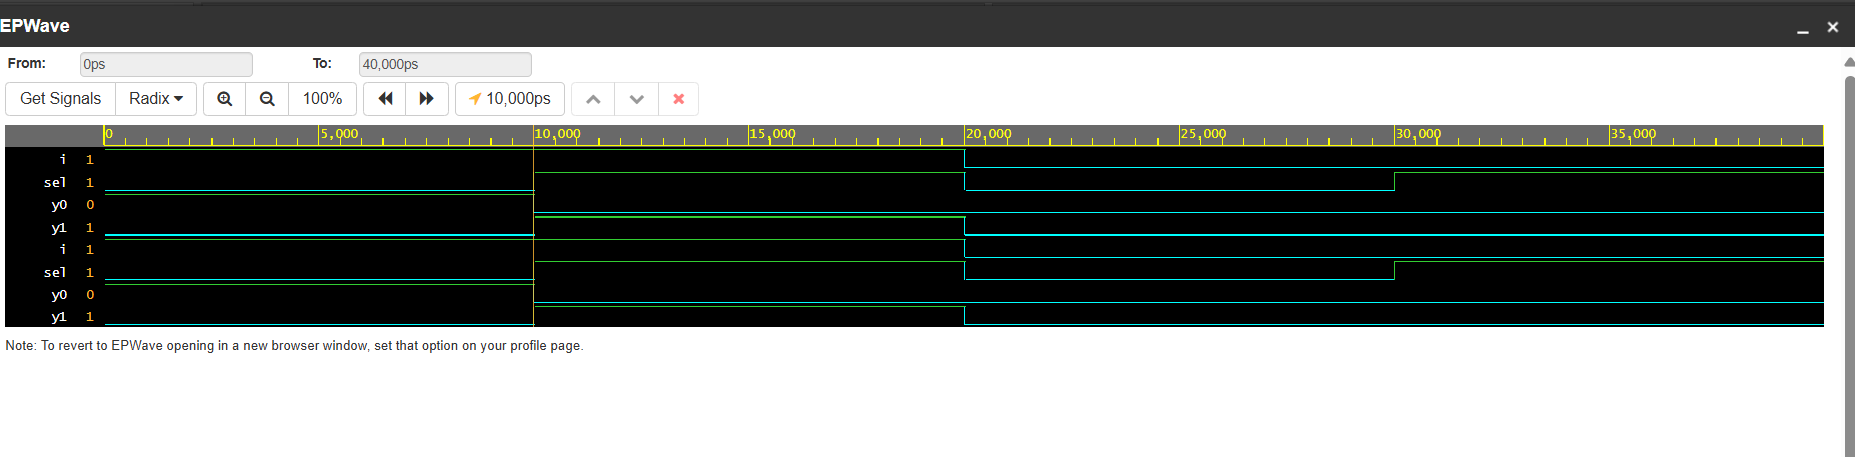 EPWave
From: 0ps To: 40,000ps
Get Signals Radix 100% 10,000ps
0 5,000 10,000 15,000 20,000 25,000 30,000 35,000
i 1
sel 1
y0 0
y1 1
i 1
sel 1
y0 0
y1 1
Note: To revert to EPWave opening in a new browser window, set that option on your profile page.